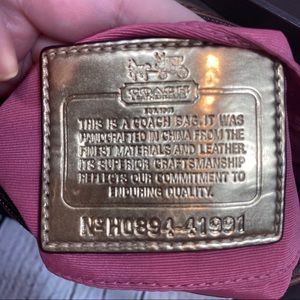 COACH
THIS IS A COACH BAG. IT WAS
HANDCRAFTED IN CHINA FROM THE
FINEST MATERIALS AND LEATHER.
ITS SUPERIOR CRAFTSMANSHIP
REFLECTS OUR COMMITMENT TO
ENDURING QUALITY.
Nº H0894-41991